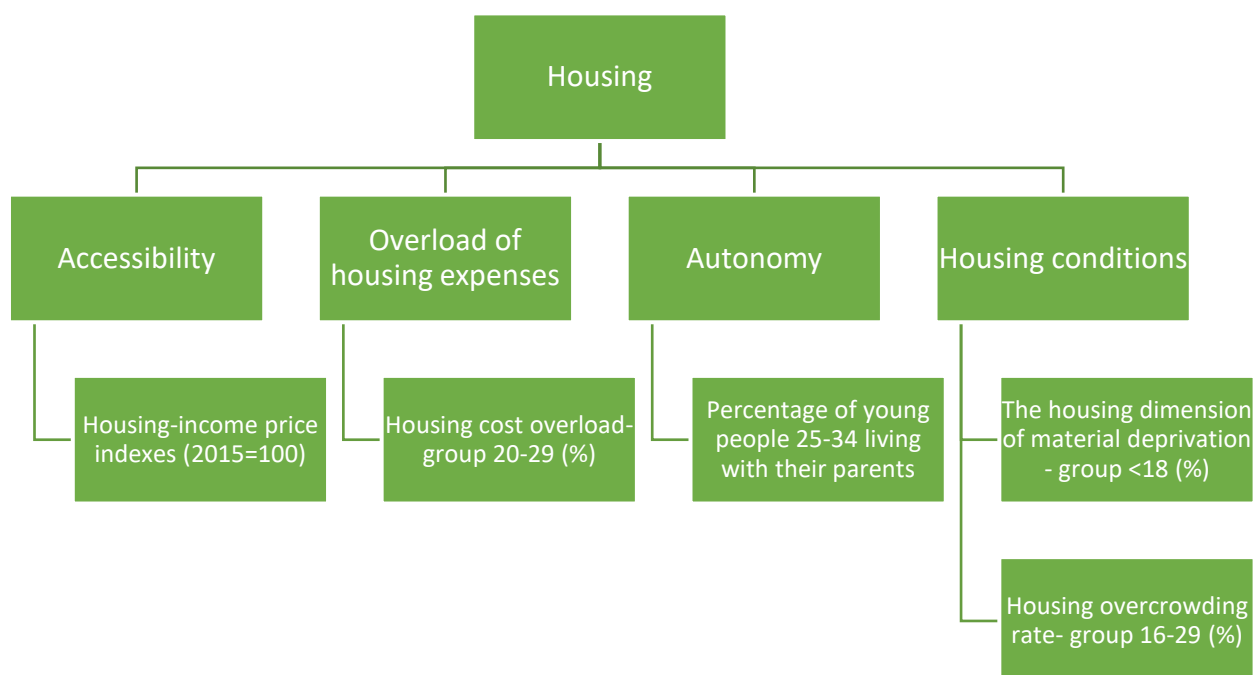 Housing
Accessibility
Overload of
housing expenses
Autonomy
Housing conditions
Housing-income price
indexes (2015=100)
Housing cost overload-
group 20-29 (%)
Percentage of young
people 25-34 living
with their parents
The housing dimension
of material deprivation
- group <18 (%)
Housing overcrowding
rate- group 16-29 (%)